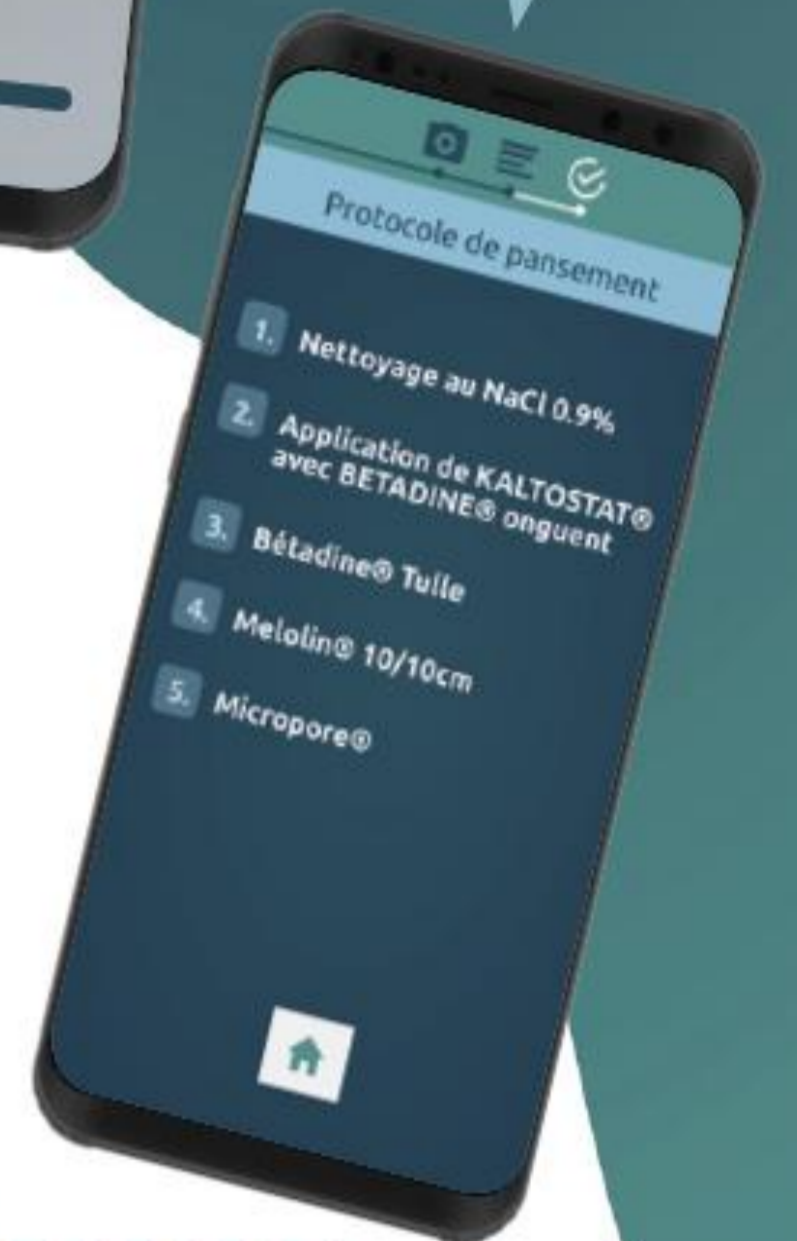 Protocole de pansement
1. Nettoyage au NaCl 0.9%
2. Application de KALTOSTAT®
avec BETADINE® onguent
3. Bétadine® Tulle
4. Melolin® 10/10cm
5. Micropore®